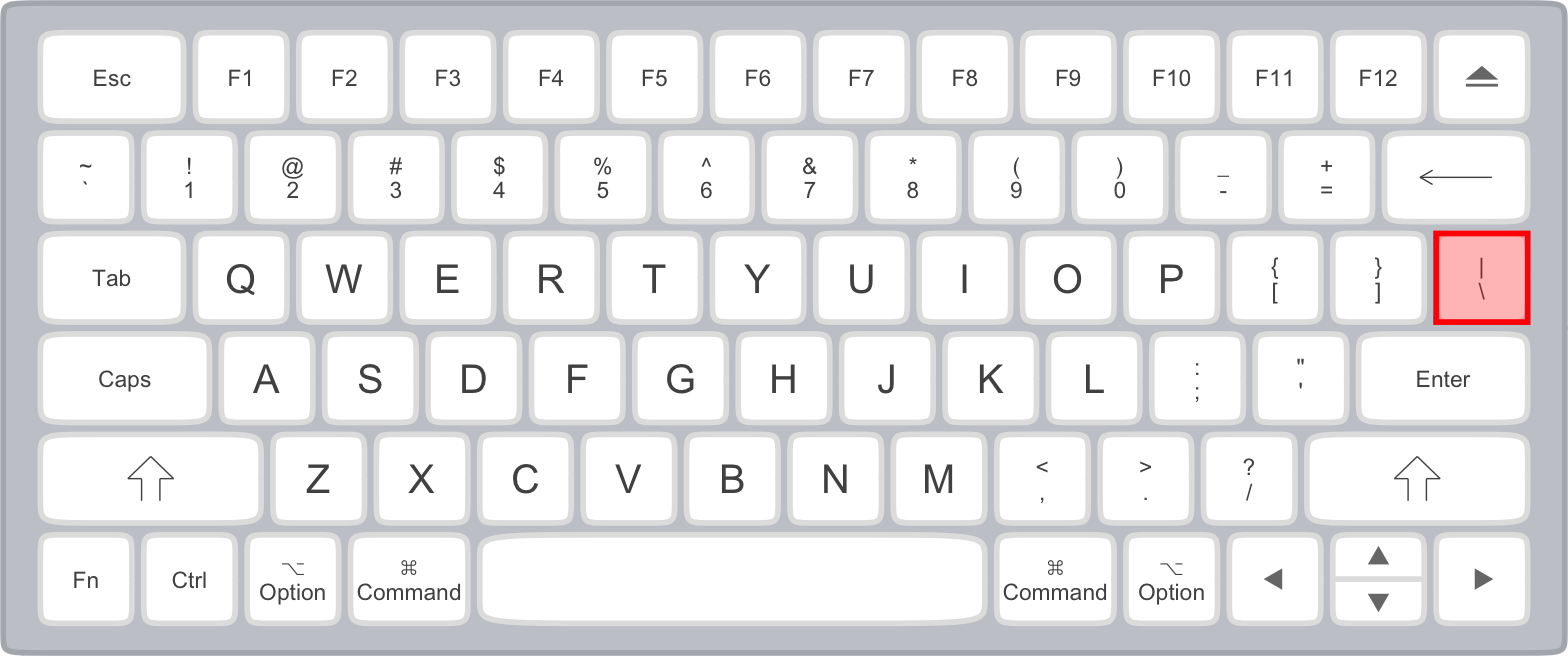 Esc F1 F2 F3 F4 F5 F6 F7 F8 F9 F10 F11 F12 ⏏
~ ! @ # $ % ^ & * ( ) _ +
` 1 2 3 4 5 6 7 8 9 0 - = ←
Tab Q W E R T Y U I O P { } |
[ ] \
Caps A S D F G H J K L : " Enter
; '
⇧ Z X C V B N M < > ? ⇧
, . /
Fn Ctrl ⌥ ⌘ ⌘ ⌥ ◀ ▲ ▶
Option Command Command Option ▼